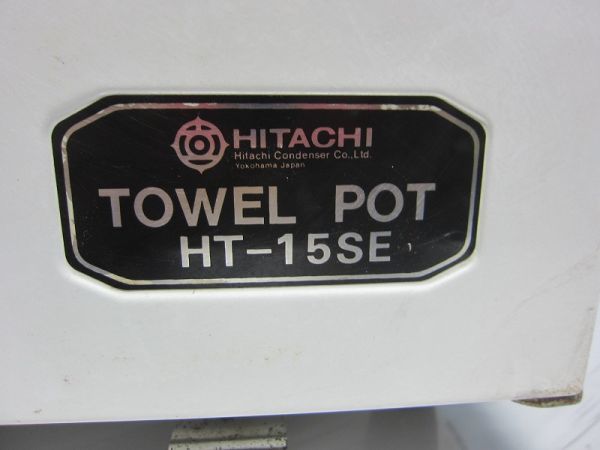 HITACHI
Hitachi Condenser Co.,Ltd.
Yokohama Japan
TOWEL POT
HT-15SE